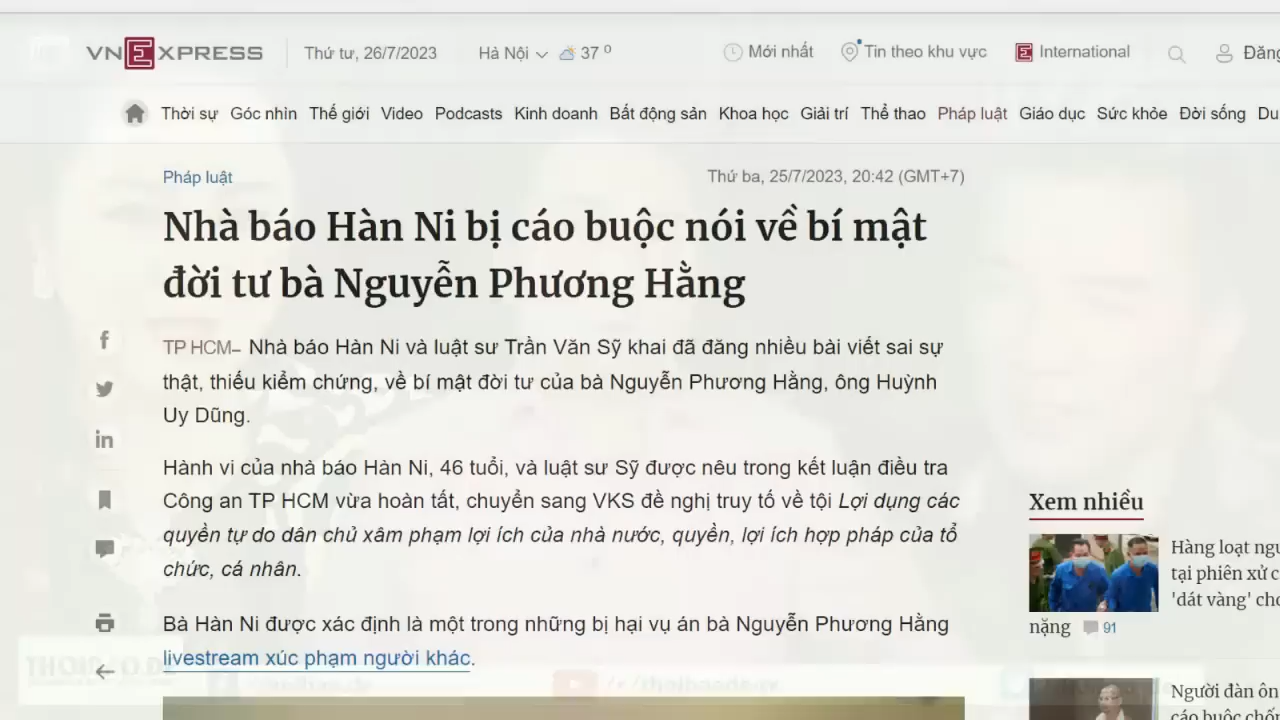 VNEXPRESS
Thứ tư, 26/7/2023
Hà Nội
37 º
Mới nhất
Tin theo khu vực
International
Thời sự Góc nhìn Thế giới Video Podcasts Kinh doanh Bất động sản Khoa học Giải trí Thể thao Pháp luật Giáo dục Sức khỏe Đời sống
Pháp luật
Thứ ba, 25/7/2023, 20:42 (GMT+7)
Nhà báo Hàn Ni bị cáo buộc nói về bí mật
đời tư bà Nguyễn Phương Hằng
TP HCM– Nhà báo Hàn Ni và luật sư Trần Văn Sỹ khai đã đăng nhiều bài viết sai sự
thật, thiếu kiểm chứng, về bí mật đời tư của bà Nguyễn Phương Hằng, ông Huỳnh
Uy Dũng.
Hành vi của nhà báo Hàn Ni, 46 tuổi, và luật sư Sỹ được nêu trong kết luận điều tra
Công an TP HCM vừa hoàn tất, chuyển sang VKS đề nghị truy tố về tội Lợi dụng các
quyền tự do dân chủ xâm phạm lợi ích của nhà nước, quyền, lợi ích hợp pháp của tổ
chức, cá nhân.
Bà Hàn Ni được xác định là một trong những bị hại vụ án bà Nguyễn Phương Hằng
livestream xúc phạm người khác.
Xem nhiều
Hàng loạt
tại phiên xử
'dát vàng'
nặng 91
Người đàn
cáo buộc
THOIBAO.DE